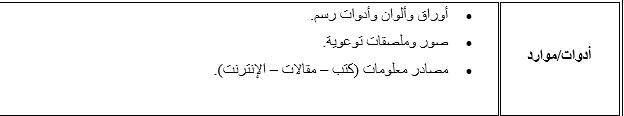 أدوات/موارد
• أوراق وألوان وأدوات رسم.
• صور وملصقات توعوية.
• مصادر معلومات (كتب – مقالات – الإنترنت).